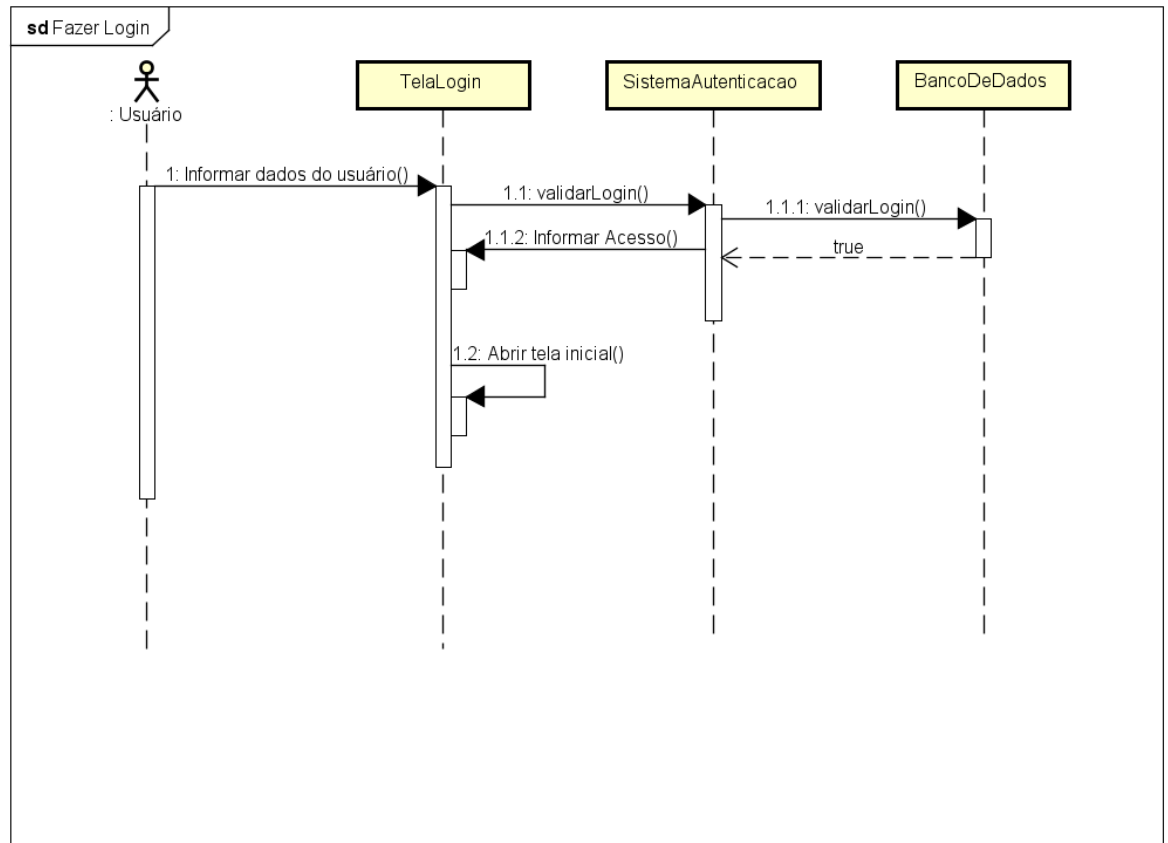 sd Fazer Login
: Usuário
TelaLogin
SistemaAutenticacao
BancoDeDados
1: Informar dados do usuário()
1.1: validarLogin()
1.1.1: validarLogin()
1.1.2: Informar Acesso()
true
1.2: Abrir tela inicial()